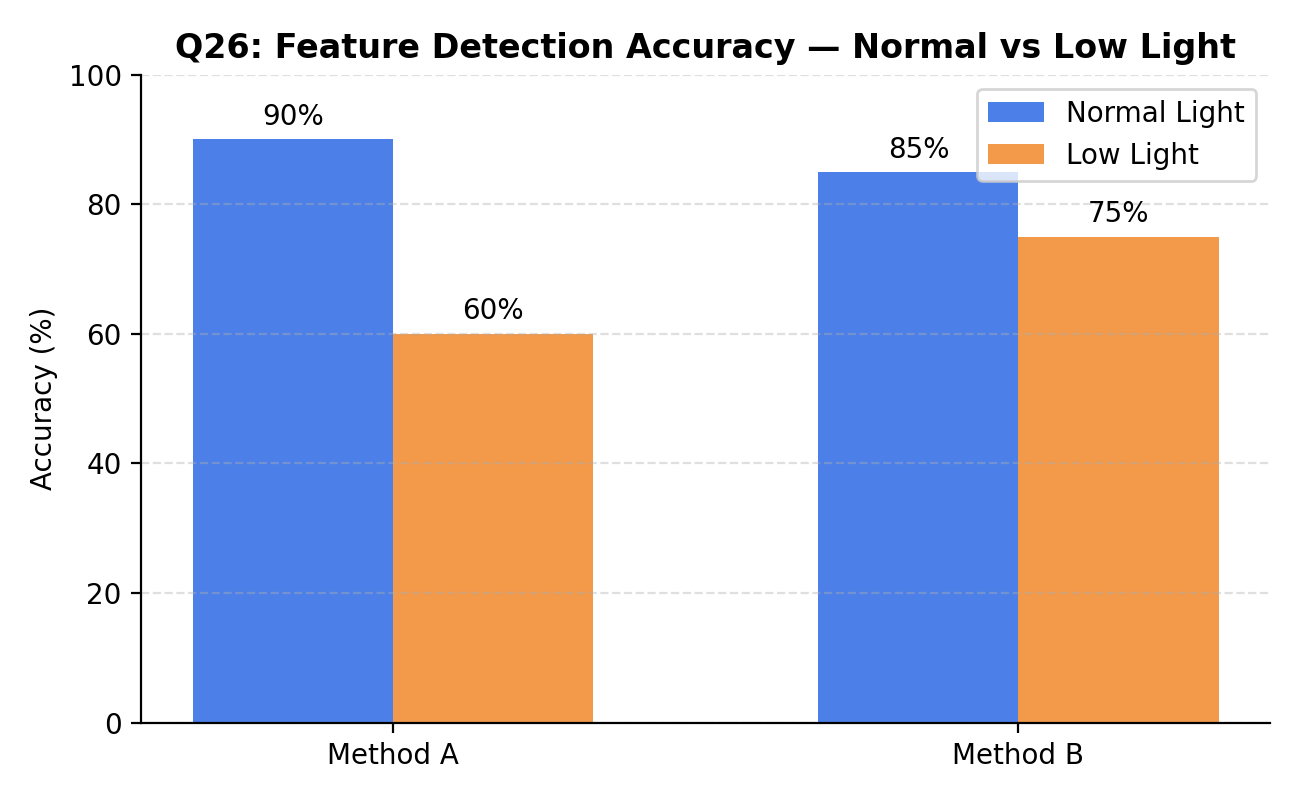 Q26: Feature Detection Accuracy — Normal vs Low Light
100
80
60
40
20
0
Accuracy (%)
90%
60%
85%
75%
Normal Light
Low Light
Method A
Method B